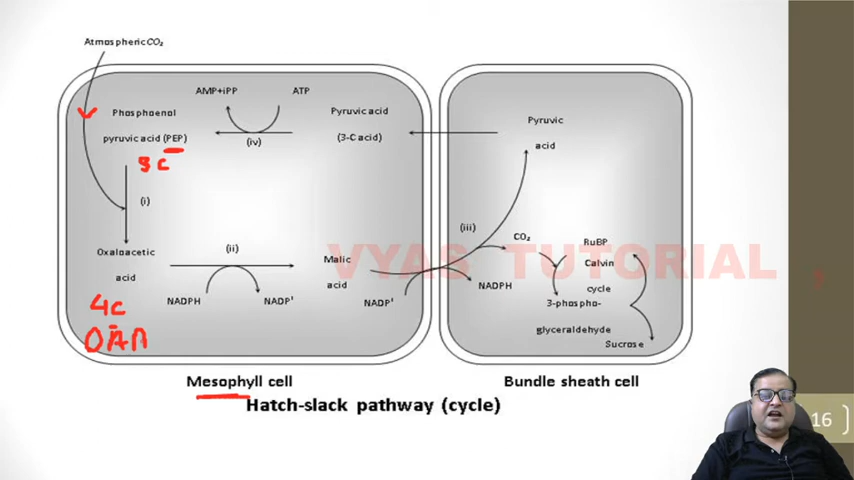 Atmospheric CO₂
AMP+iPP
ATP
Phosphoenol
pyruvic acid (PEP)
3C
(iv)
Pyruvic acid
(3-C acid)
Pyruvic
acid
(i)
Oxaloacetic
acid
(ii)
NADPH
Malic
acid
NADP⁺
(iii)
CO₂
NADPH
RuBP
Calvin
cycle
3-phospho-
glyceraldehyde
Sucrose
4C
OAA
VYAS TUTORIAL
Mesophyll cell
Bundle sheath cell
Hatch-slack pathway (cycle)
16